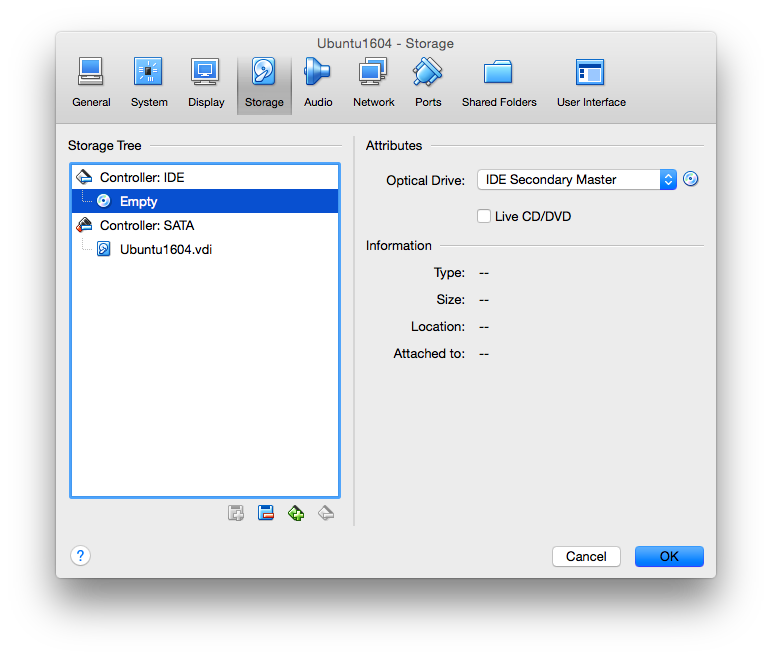 Ubuntu1604 - Storage
General System Display Storage Audio Network Ports Shared Folders User Interface
Storage Tree
Controller: IDE
Empty
Controller: SATA
Ubuntu1604.vdi
Attributes
Optical Drive: IDE Secondary Master
Live CD/DVD
Information
Type: --
Size: --
Location: --
Attached to: --
? Cancel OK